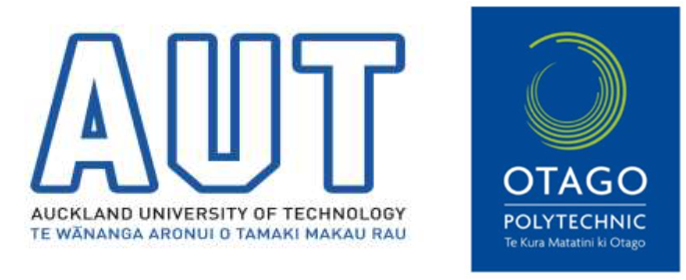 AUT
AUCKLAND UNIVERSITY OF TECHNOLOGY
TE WĀNANGA ARONUI O TAMAKI MAKAU RAU
OTAGO
POLYTECHNIC
Te Kura Matatini ki Otago